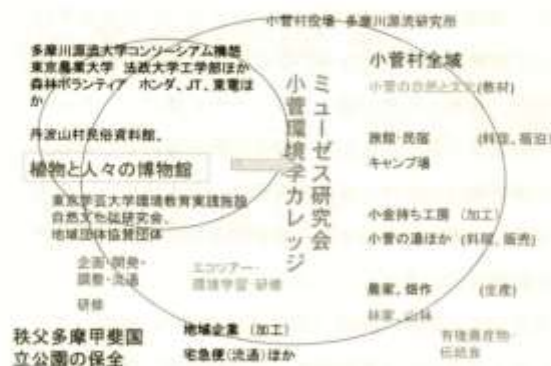 小菅村役場 多摩川源流研究所
多摩川源流大学コンソーシアム構想
東京農業大学 法政大学工学部ほか
森林ボランティア ホンダ、JT、東電ほ
か
丹波山村民俗資料館、
植物と人々の博物館
東京学芸大学環境教育実践施設
自然文化誌研究会、
地域団体協賛団体
企画・開発・
調整・流通
研修
エコツアー・
環境学習・研修
秩父多摩甲斐国
立公園の保全
地域企業 (加工)
宅急便(流通)ほか
ミューゼス研究会
小菅環境学カレッジ
小菅村全域
小菅の自然と文化(教材)
旅館・民宿 (料理、宿泊)
キャンプ場
小金持ち工園 (加工)
小菅の湯ほか (料理、販売)
農家、畑作 (生産)
林家、山林
有機農産物・
伝統食